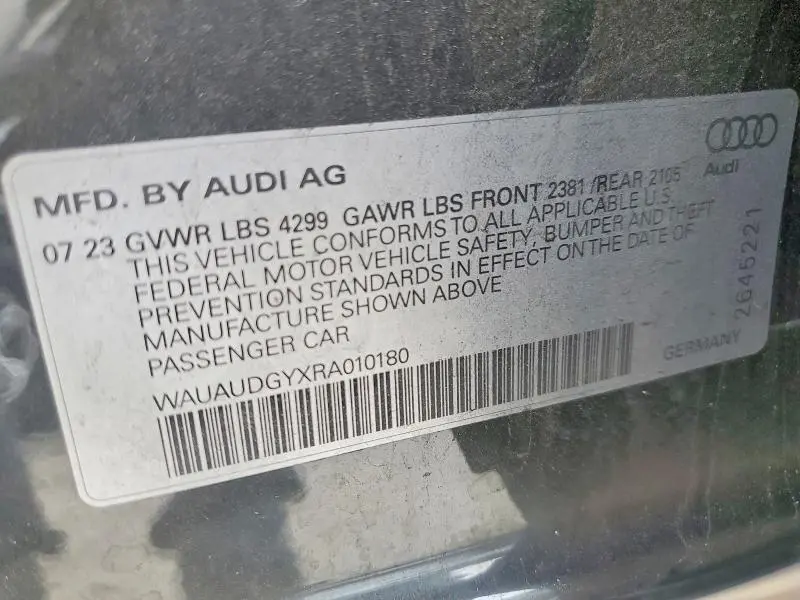 MFD. BY AUDI AG
Audi
07 23 GVWR LBS 4299 GAWR LBS FRONT 2381 /REAR 2105
THIS VEHICLE CONFORMS TO ALL APPLICABLE U.S.
FEDERAL MOTOR VEHICLE SAFETY, BUMPER AND THEFT
PREVENTION STANDARDS IN EFFECT ON THE DATE OF
MANUFACTURE SHOWN ABOVE
PASSENGER CAR
WAUAUDGYXRA010180
GERMANY
2645221